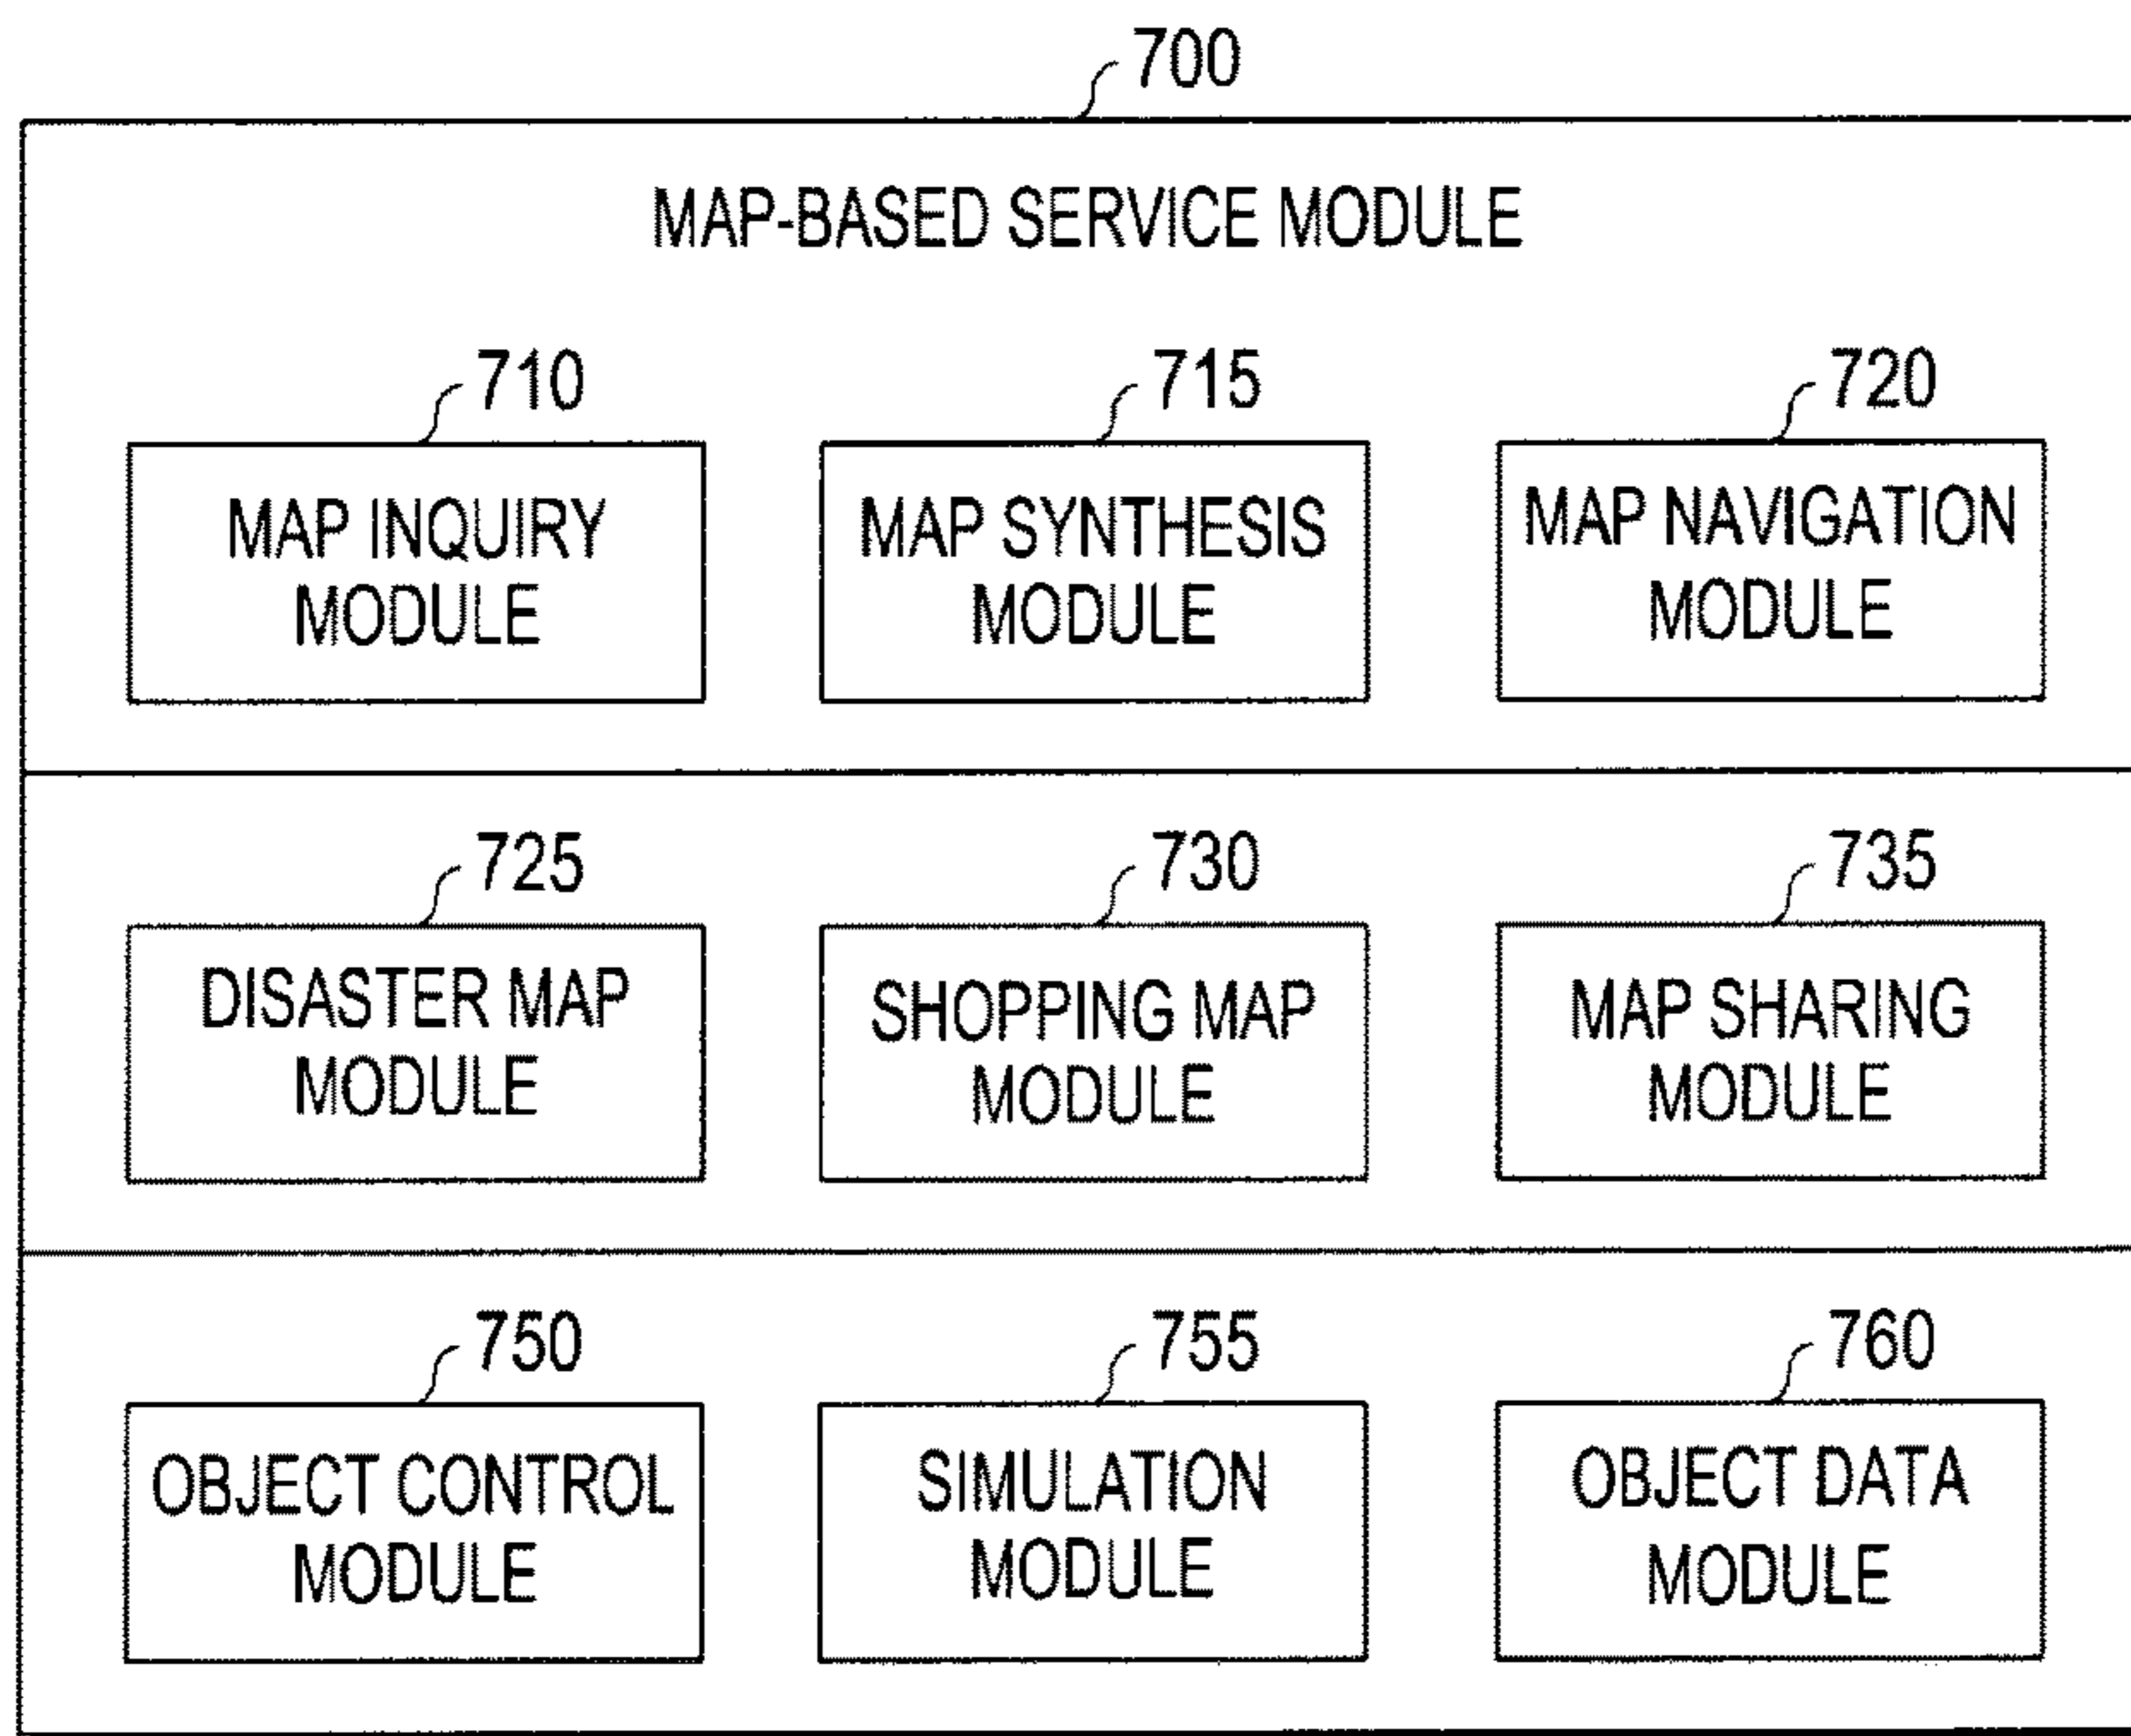 700
MAP-BASED SERVICE MODULE
710
715
720
MAP INQUIRY
MODULE
MAP SYNTHESIS
MODULE
MAP NAVIGATION
MODULE
725
730
735
DISASTER MAP
MODULE
SHOPPING MAP
MODULE
MAP SHARING
MODULE
750
755
760
OBJECT CONTROL
MODULE
SIMULATION
MODULE
OBJECT DATA
MODULE